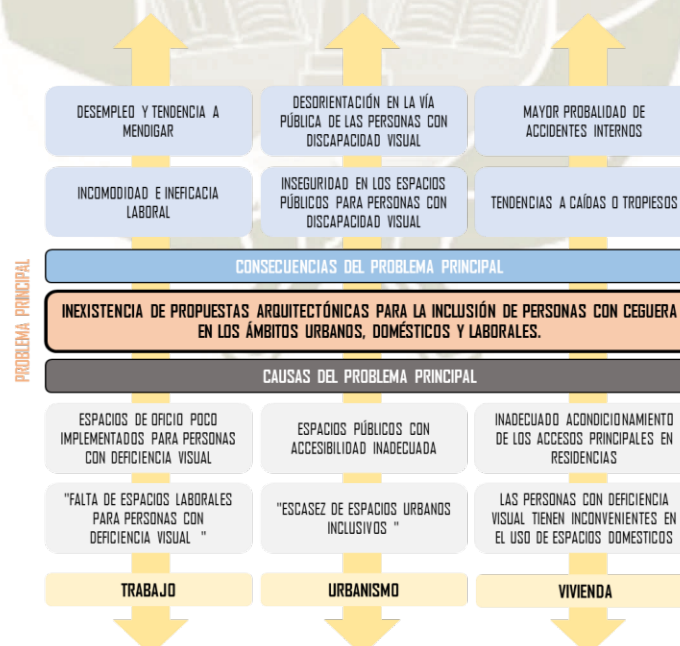 DESEMPLEO Y TENDENCIA A
MENDIGAR
DESORIENTACIÓN EN LA VÍA
PÚBLICA DE LAS PERSONAS CON
DISCAPACIDAD VISUAL
MAYOR PROBALIDAD DE
ACCIDENTES INTERNOS
INCOMODIDAD E INEFICACIA
LABORAL
INSEGURIDAD EN LOS ESPACIOS
PÚBLICOS PARA PERSONAS CON
DISCAPACIDAD VISUAL
TENDENCIAS A CAÍDAS O TROPIESOS
PROBLEMA PRINCIPAL
CONSECUENCIAS DEL PROBLEMA PRINCIPAL
INEXISTENCIA DE PROPUESTAS ARQUITECTÓNICAS PARA LA INCLUSIÓN DE PERSONAS CON CEGUERA
EN LOS ÁMBITOS URBANOS, DOMÉSTICOS Y LABORALES.
CAUSAS DEL PROBLEMA PRINCIPAL
ESPACIOS DE OFICIO POCO
IMPLEMENTADOS PARA PERSONAS
CON DEFICIENCIA VISUAL
ESPACIOS PÚBLICOS CON
ACCESIBILIDAD INADECUADA
INADECUADO ACONDICIONAMIENTO
DE LOS ACCESOS PRINCIPALES EN
RESIDENCIAS
"FALTA DE ESPACIOS LABORALES
PARA PERSONAS CON
DEFICIENCIA VISUAL "
"ESCASEZ DE ESPACIOS URBANOS
INCLUSIVOS "
LAS PERSONAS CON DEFICIENCIA
VISUAL TIENEN INCONVENIENTES EN
EL USO DE ESPACIOS DOMESTICOS
TRABAJO
URBANISMO
VIVIENDA